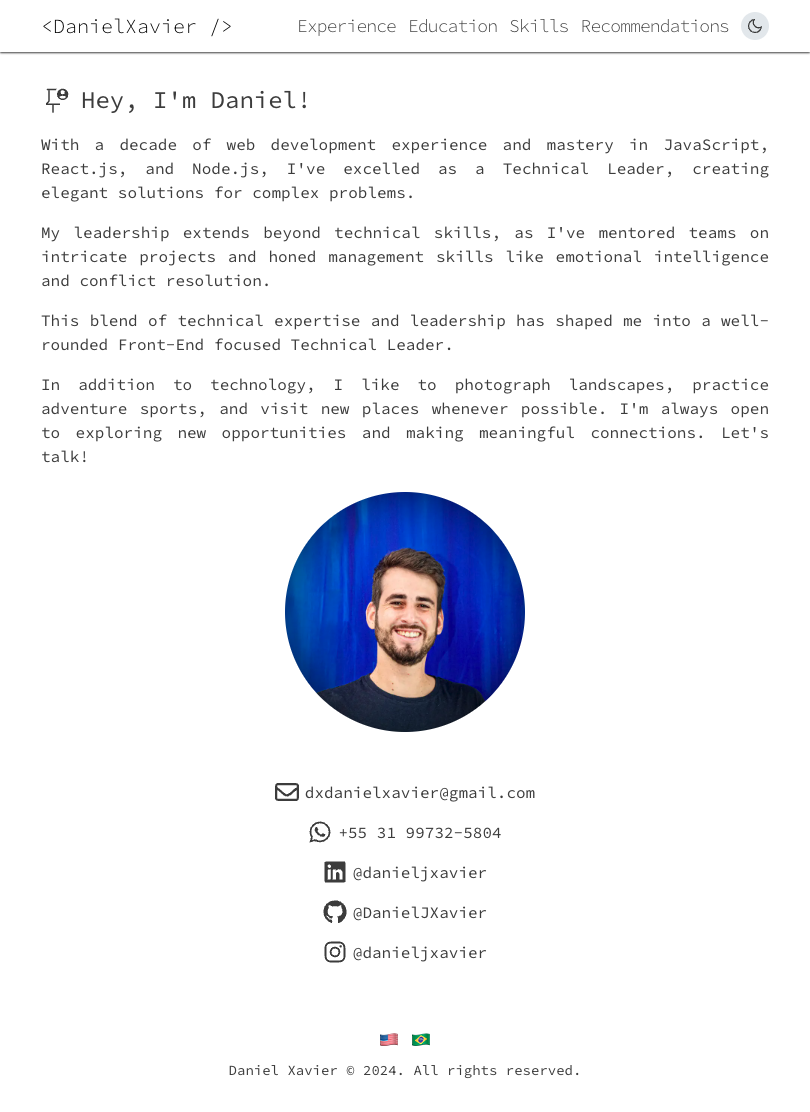 <DanielXavier />
Experience Education Skills Recommendations
Hey, I'm Daniel!
With a decade of web development experience and mastery in JavaScript,
React.js, and Node.js, I've excelled as a Technical Leader, creating
elegant solutions for complex problems.
My leadership extends beyond technical skills, as I've mentored teams on
intricate projects and honed management skills like emotional intelligence
and conflict resolution.
This blend of technical expertise and leadership has shaped me into a well-
rounded Front-End focused Technical Leader.
In addition to technology, I like to photograph landscapes, practice
adventure sports, and visit new places whenever possible. I'm always open
to exploring new opportunities and making meaningful connections. Let's
talk!
dxdanielxavier@gmail.com
+55 31 99732-5804
@danieljxavier
@DanielJXavier
@danieljxavier
Daniel Xavier © 2024. All rights reserved.